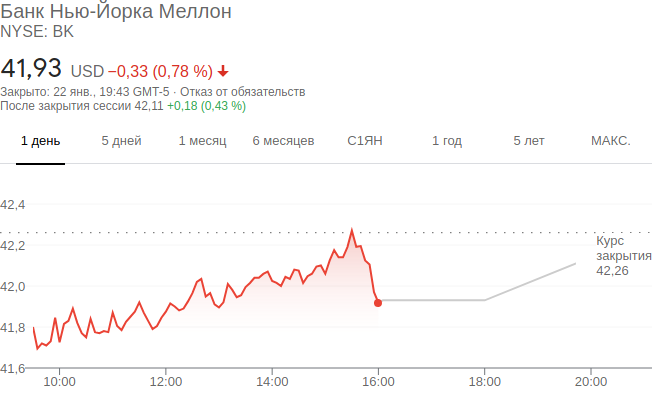 Банк Нью-Йорка Меллон
NYSE: BK
41,93 USD −0,33 (0,78 %)
Закрыто: 22 янв., 19:43 GMT-5 · Отказ от обязательств
После закрытия сессии 42,11 +0,18 (0,43 %)
1 день 5 дней 1 месяц 6 месяцев С1ЯН 1 год 5 лет МАКС.
42,4
42,2
42,0
41,8
41,6
Курс
закрытия
42,26
10:00 12:00 14:00 16:00 18:00 20:00